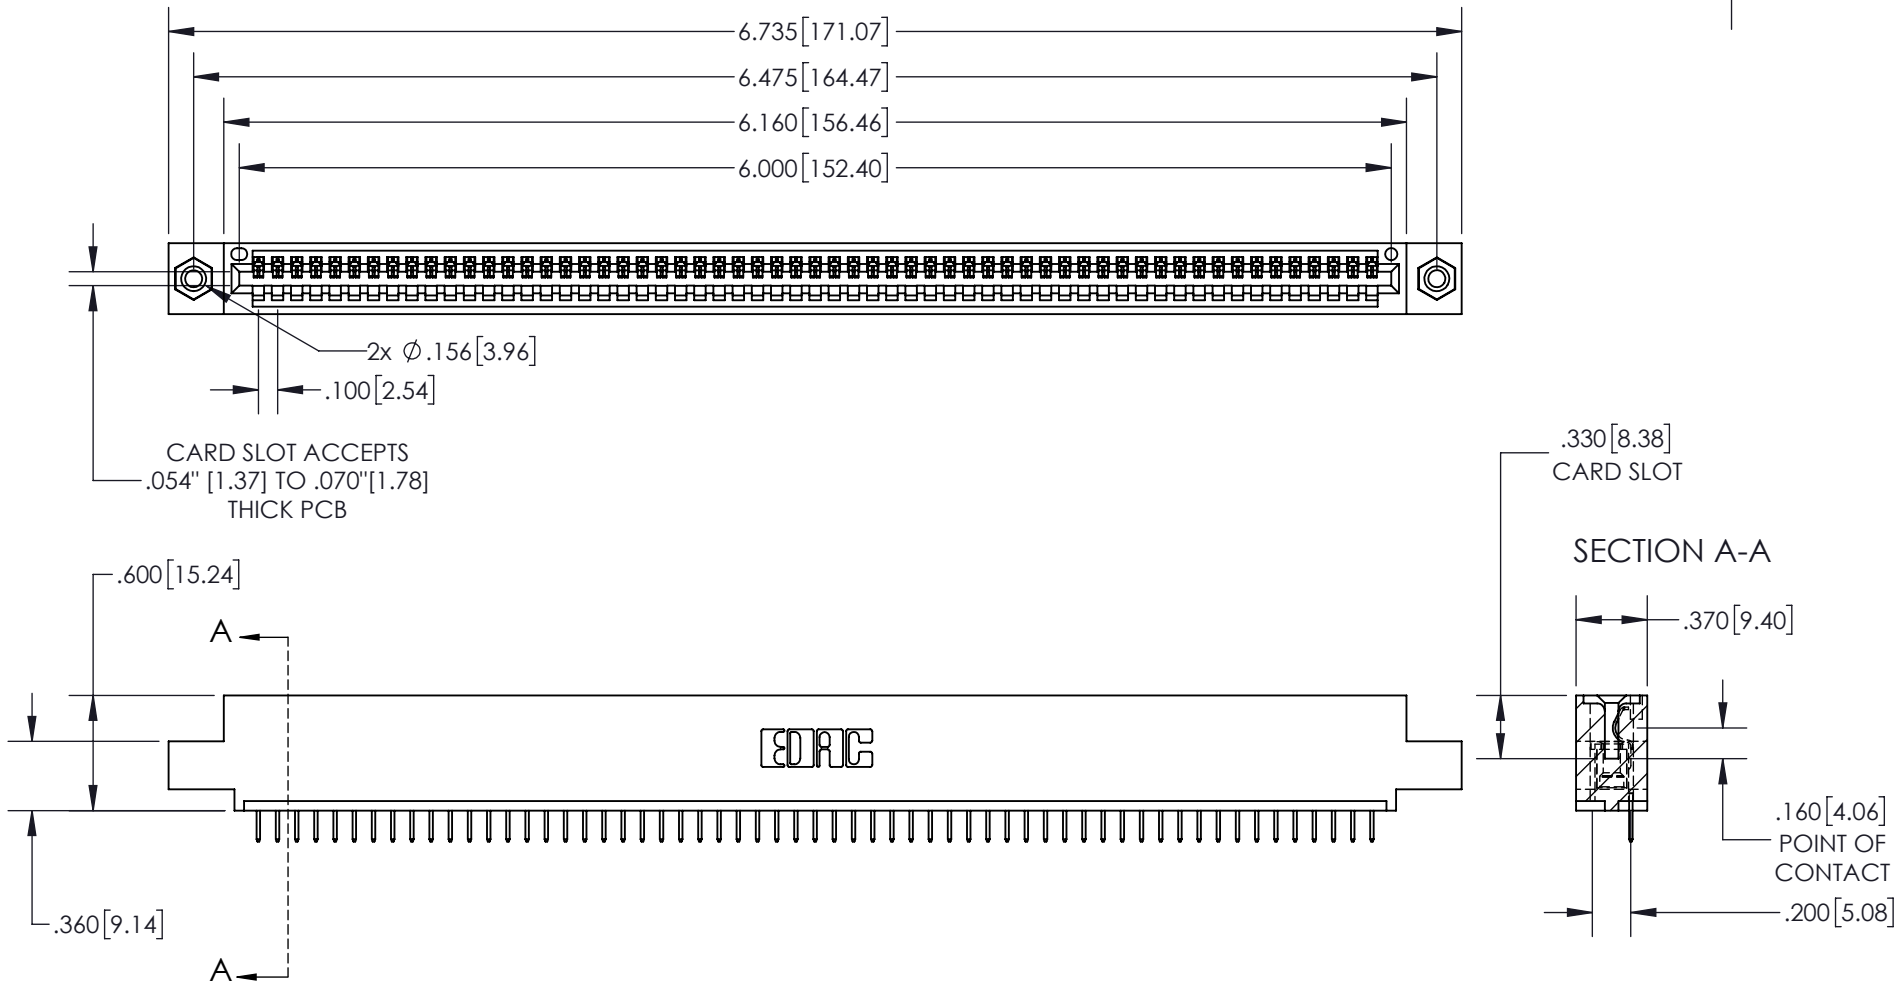 6.735[171.07]
6.475[164.47]
6.160[156.46]
6.000[152.40]
2x Ø.156[3.96]
.100[2.54]
CARD SLOT ACCEPTS
.054" [1.37] TO .070"[1.78]
THICK PCB
.330[8.38]
CARD SLOT
SECTION A-A
.600[15.24]
.370[9.40]
A
EDAC
.160[4.06]
POINT OF
CONTACT
.200[5.08]
.360[9.14]
A